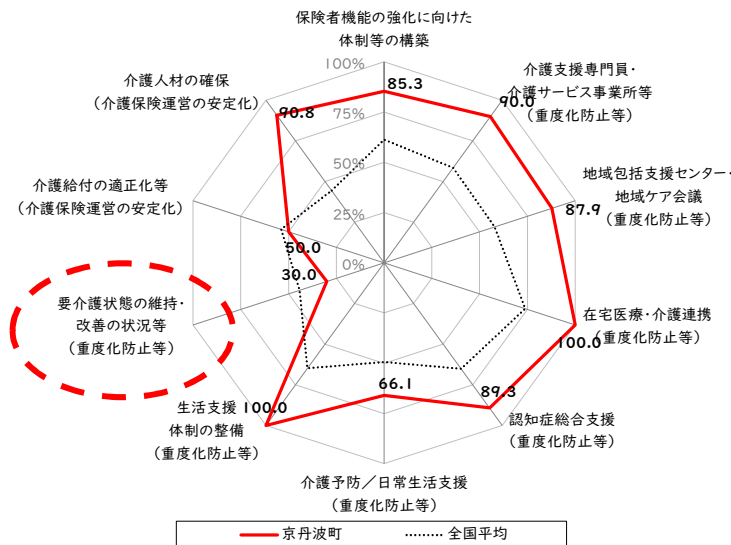 保険者機能の強化に向けた
体制等の構築
85.3
介護支援専門員・
介護サービス事業所等
(重度化防止等)
90.0
地域包括支援センター・
地域ケア会議
(重度化防止等)
87.9
在宅医療・介護連携
(重度化防止等)
100.0
認知症総合支援
(重度化防止等)
89.3
介護予防/日常生活支援
(重度化防止等)
66.1
生活支援
体制の整備
(重度化防止等)
100.0
要介護状態の維持・
改善の状況等
(重度化防止等)
30.0
介護給付の適正化等
(介護保険運営の安定化)
50.0
介護人材の確保
(介護保険運営の安定化)
90.8
100%
75%
50%
25%
0%
京丹波町
全国平均